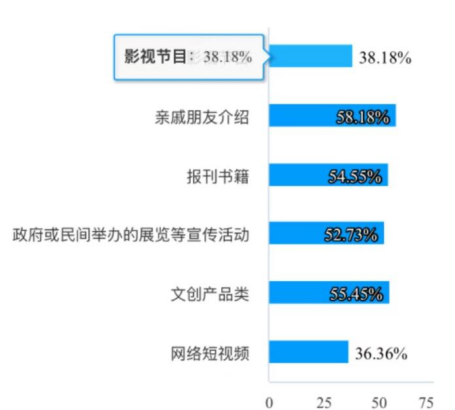 影视节目：38.18%
38.18%
亲戚朋友介绍
58.18%
报刊书籍
54.55%
政府或民间举办的展览等宣传活动
52.73%
文创产品类
55.45%
网络短视频
36.36%
0 25 50 75